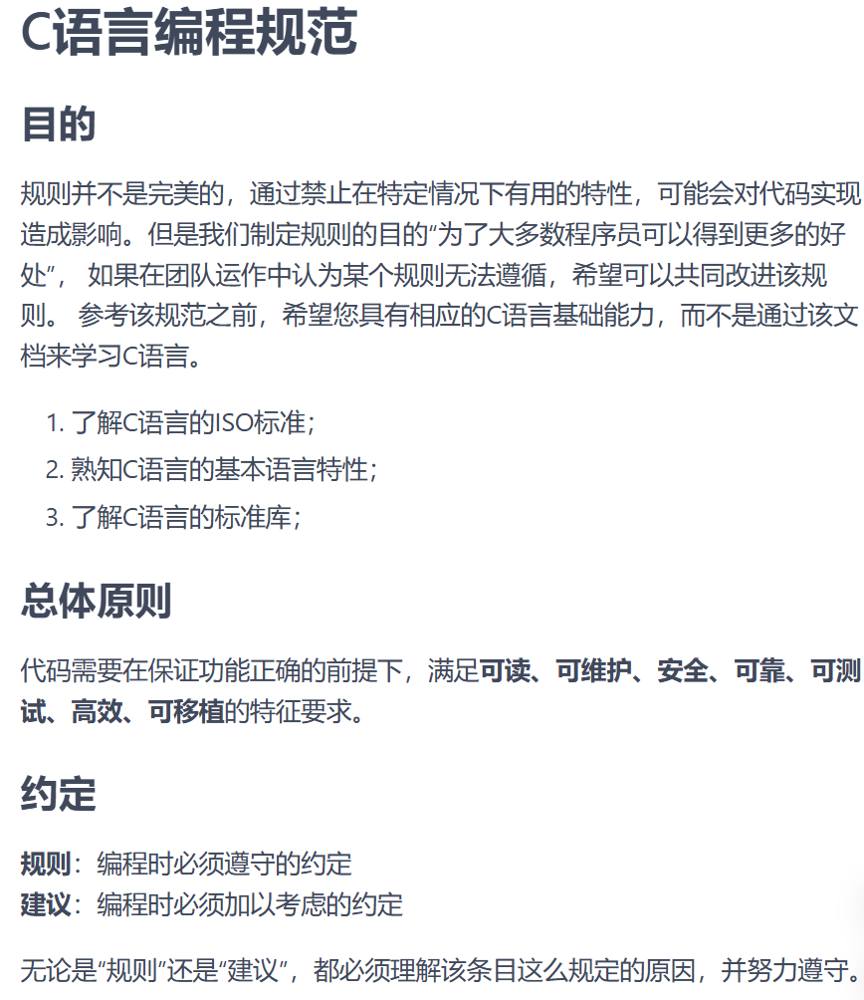 C语言编程规范
目的
规则并不是完美的，通过禁止在特定情况下有用的特性，可能会对代码实现
造成影响。但是我们制定规则的目的“为了大多数程序员可以得到更多的好
处”， 如果在团队运作中认为某个规则无法遵循，希望可以共同改进该规
则。 参考该规范之前，希望您具有相应的C语言基础能力，而不是通过该文
档来学习C语言。
1. 了解C语言的ISO标准；
2. 熟知C语言的基本语言特性；
3. 了解C语言的标准库；
总体原则
代码需要在保证功能正确的前提下，满足可读、可维护、安全、可靠、可测
试、高效、可移植的特征要求。
约定
规则：编程时必须遵守的约定
建议：编程时必须加以考虑的约定
无论是“规则”还是“建议”，都必须理解该条目这么规定的原因，并努力遵守。